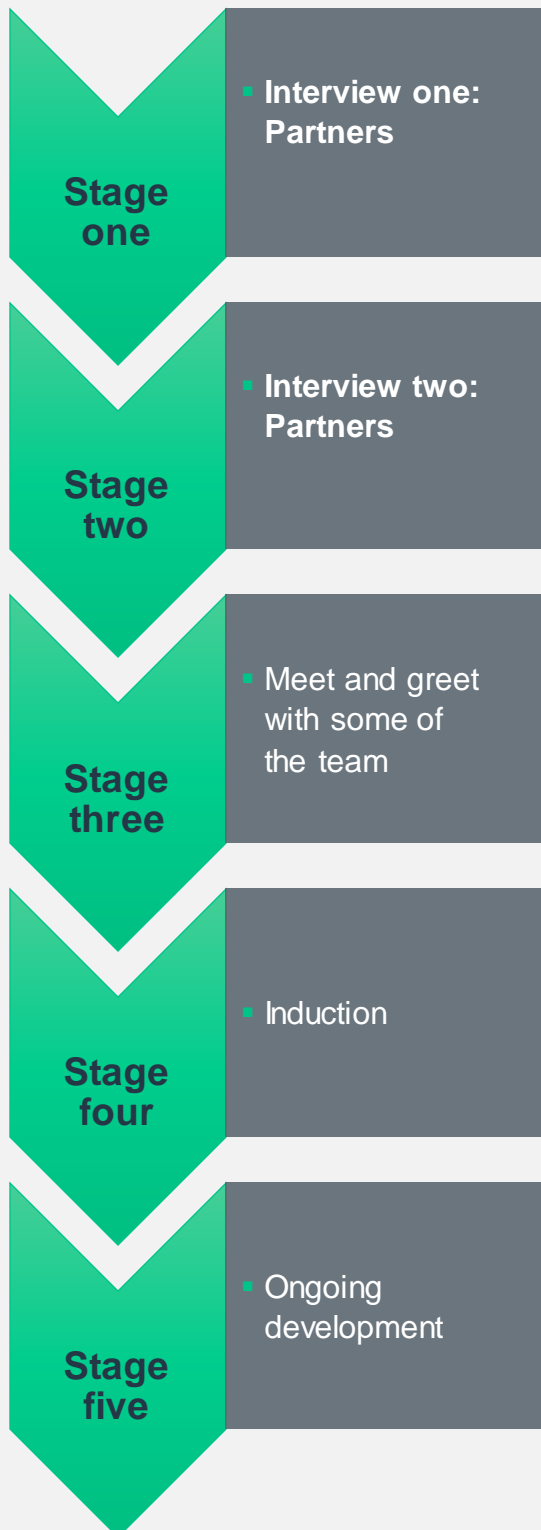 Stage
one
▪ Interview one:
Partners
Stage
two
▪ Interview two:
Partners
Stage
three
▪ Meet and greet
with some of
the team
Stage
four
▪ Induction
Stage
five
▪ Ongoing
development